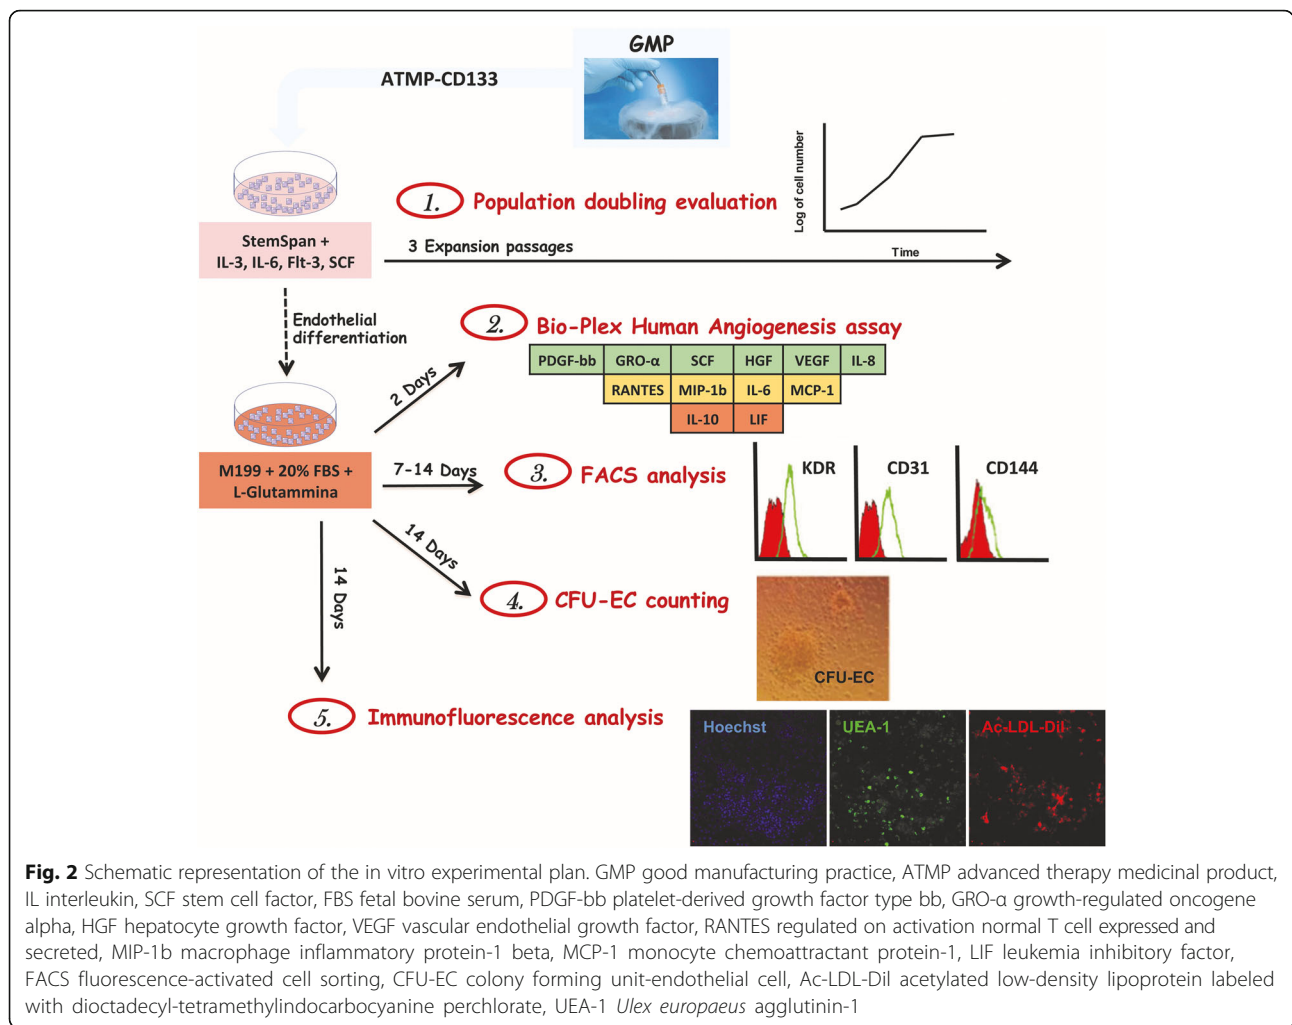 GMP
ATMP-CD133
StemSpan +
IL-3, IL-6, Flt-3, SCF
1. Population doubling evaluation
3 Expansion passages
Log of cell number
Time
Endothelial
differentiation
2. Bio-Plex Human Angiogenesis assay
2 Days
PDGF-bb GRO-α SCF HGF VEGF IL-8
RANTES MIP-1b IL-6 MCP-1
IL-10 LIF
M199 + 20% FBS +
L-Glutammina
7-14 Days
3. FACS analysis
KDR CD31 CD144
14 Days
4. CFU-EC counting
CFU-EC
14 Days
5. Immunofluorescence analysis
Hoechst UEA-1 Ac-LDL-Dil
Fig. 2 Schematic representation of the in vitro experimental plan. GMP good manufacturing practice, ATMP advanced therapy medicinal product,
IL interleukin, SCF stem cell factor, FBS fetal bovine serum, PDGF-bb platelet-derived growth factor type bb, GRO-α growth-regulated oncogene
alpha, HGF hepatocyte growth factor, VEGF vascular endothelial growth factor, RANTES regulated on activation normal T cell expressed and
secreted, MIP-1b macrophage inflammatory protein-1 beta, MCP-1 monocyte chemoattractant protein-1, LIF leukemia inhibitory factor,
FACS fluorescence-activated cell sorting, CFU-EC colony forming unit-endothelial cell, Ac-LDL-Dil acetylated low-density lipoprotein labeled
with dioctadecyl-tetramethylindocarbocyanine perchlorate, UEA-1 Ulex europaeus agglutinin-1